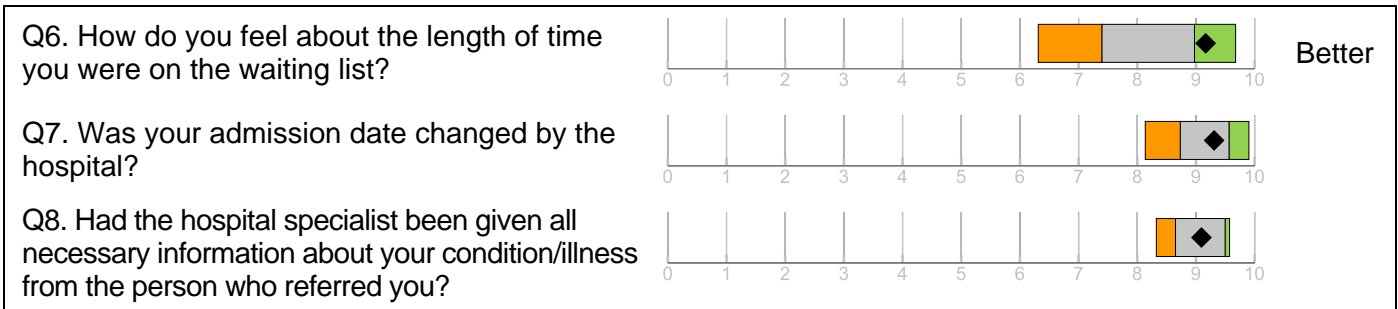 Q6. How do you feel about the length of time
you were on the waiting list?
0 1 2 3 4 5 6 7 8 9 10
Better
Q7. Was your admission date changed by the
hospital?
0 1 2 3 4 5 6 7 8 9 10
Q8. Had the hospital specialist been given all
necessary information about your condition/illness
from the person who referred you?
0 1 2 3 4 5 6 7 8 9 10